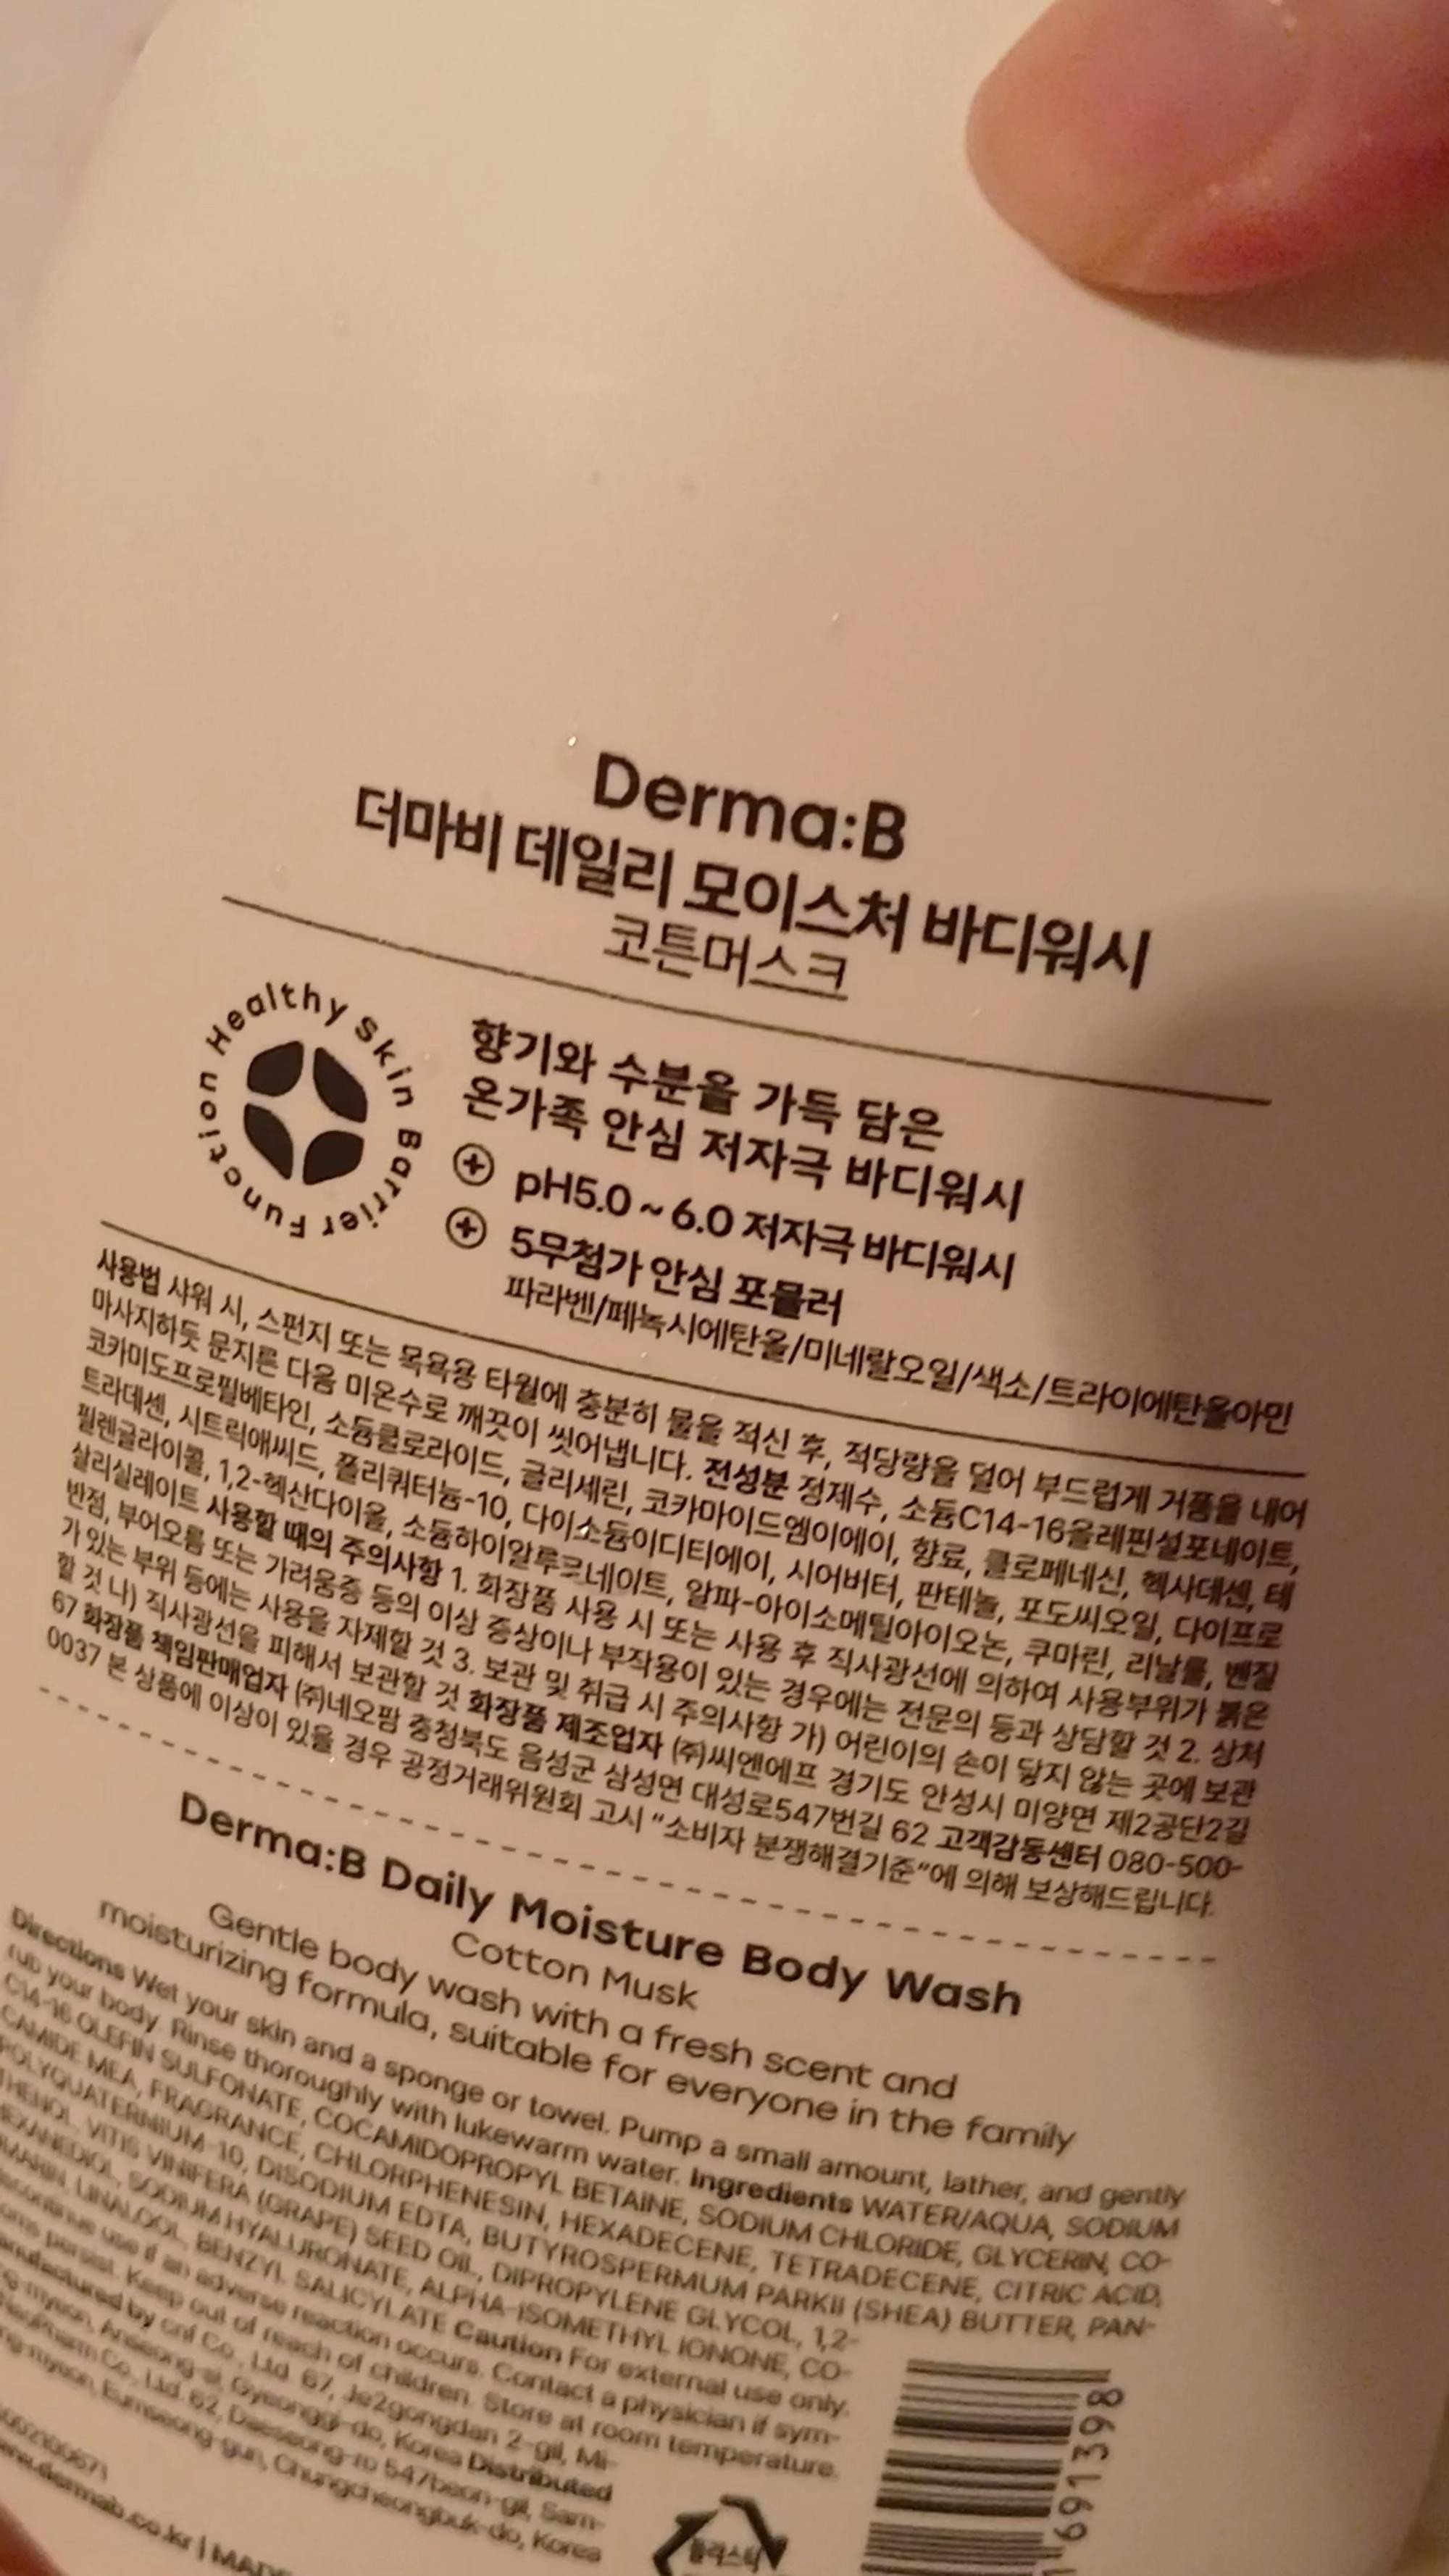 Derma:B
더마비 데일리 모이스처 바디워시
코튼머스크
Healthy Skin Barrier Function
향기와 수분을 가득 담은
온가족 안심 저자극 바디워시
pH5.0 ~ 6.0 저자극 바디워시
5무첨가 안심 포뮬러
파라벤/페녹시에탄올/미네랄오일/색소/트라이에탄올아민
사용법 샤워 시, 스펀지 또는 목욕용 타월에 충분히 물을 적신 후, 적당량을 덜어 부드럽게 거품을 내어
마사지하듯 문지른 다음 미온수로 깨끗이 씻어냅니다. 전성분 정제수, 소듐C14-16올레핀설포네이트,
코카미도프로필베타인, 소듐클로라이드, 글리세린, 코카마이드엠이에이, 향료, 클로페네신, 헥사데센, 테
트라데센, 시트릭애씨드, 폴리쿼터늄-10, 다이소듐이디티에이, 시어버터, 판테놀, 포도씨오일, 다이프로
필렌글라이콜, 1,2-헥산다이올, 소듐하이알루로네이트, 알파-아이소메틸아이오논, 쿠마린, 리날룰, 벤질
살리실레이트 사용할 때의 주의사항 1. 화장품 사용 시 또는 사용 후 직사광선에 의하여 사용부위가 붉은
반점, 부어오름 또는 가려움증 등의 이상 증상이나 부작용이 있는 경우에는 전문의 등과 상담할 것 2. 상처
가 있는 부위 등에는 사용을 자제할 것 3. 보관 및 취급 시 주의사항 가) 어린이의 손이 닿지 않는 곳에 보관
할 것 나) 직사광선을 피해서 보관할 것 화장품 제조업자 (주)씨앤에프 경기도 안성시 미양면 제2공단2길
67 화장품 책임판매업자 (주)네오팜 충청북도 음성군 삼성면 대성로547번길 62 고객감동센터 080-500-
0037 본 상품에 이상이 있을 경우 공정거래위원회 고시 "소비자 분쟁해결기준"에 의해 보상해드립니다.
Derma:B Daily Moisture Body Wash
Cotton Musk
Gentle body wash with a fresh scent and
moisturizing formula, suitable for everyone in the family
Directions Wet your skin and a sponge or towel. Pump a small amount, lather, and gently
rub your body. Rinse thoroughly with lukewarm water. Ingredients WATER/AQUA, SODIUM
C14-16 OLEFIN SULFONATE, COCAMIDOPROPYL BETAINE, SODIUM CHLORIDE, GLYCERIN, CO-
CAMIDE MEA, FRAGRANCE, CHLORPHENESIN, HEXADECENE, TETRADECENE, CITRIC ACID,
POLYQUATERNIUM-10, DISODIUM EDTA, BUTYROSPERMUM PARKII (SHEA) BUTTER, PAN-
THENOL, VITIS VINIFERA (GRAPE) SEED OIL, DIPROPYLENE GLYCOL, 1,2-
HEXANEDIOL, SODIUM HYALURONATE, ALPHA-ISOMETHYL IONONE, CO-
UMARIN, LINALOOL, BENZYL SALICYLATE Caution For external use only.
use if an adverse reaction occurs. Contact a physician if sym-
persist. Keep out of reach of children. Store at room temperature.
by cnf Co., Ltd. 67, Je2gongdan 2-gil, Mi-
Anseong-si, Gyeonggi-do, Korea Distributed
Co., Ltd. 62, Daeseong-ro 547beon-gil, Sam-
Eumseong-gun, Chungcheongbuk-do, Korea
플라스틱
691398